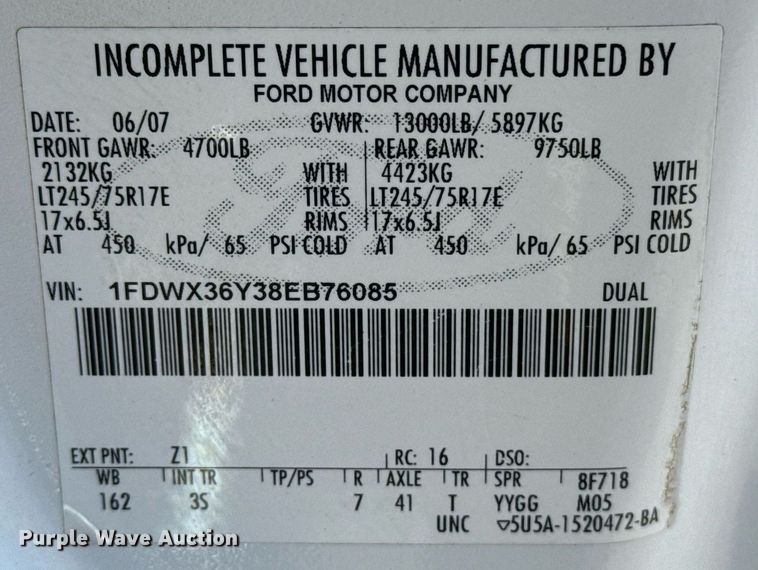 INCOMPLETE VEHICLE MANUFACTURED BY
FORD MOTOR COMPANY
DATE: 06/07 GVWR: 13000LB/ 5897KG
FRONT GAWR: 4700LB REAR GAWR: 9750LB
2132KG WITH 4423KG WITH
LT245/75R17E TIRES LT245/75R17E TIRES
17x6.5J RIMS 17x6.5J RIMS
AT 450 kPa/ 65 PSI COLD AT 450 kPa/ 65 PSI COLD
VIN: 1FDWX36Y38EB76085 DUAL
EXT PNT: Z1 RC: 16 DSO:
WB INT TR TP/PS R AXLE TR SPR 8F718
162 3S 7 41 T YYGG M05
UNC ▽5U5A-1520472-BA
Purple Wave Auction